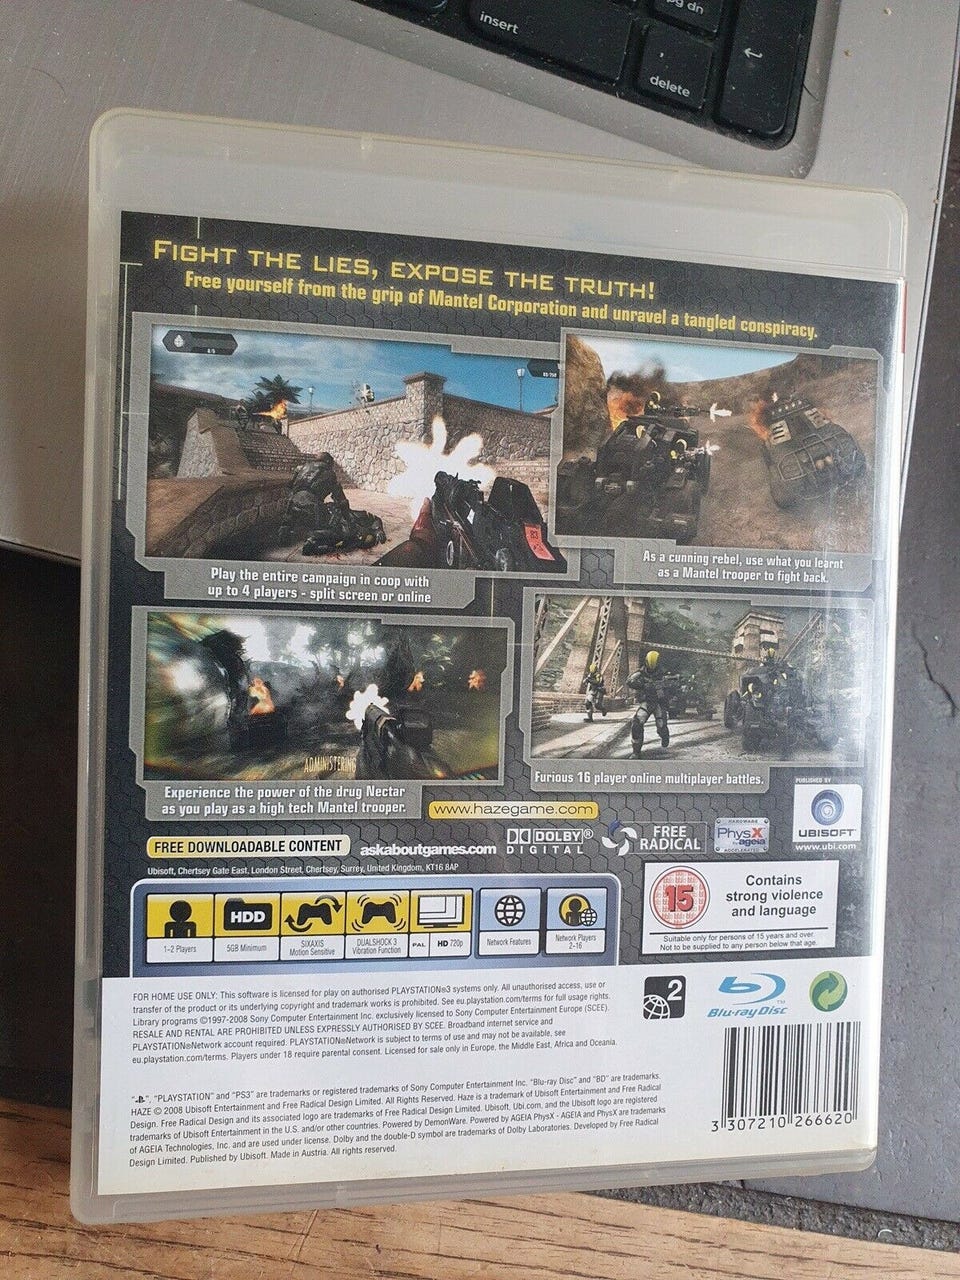 insert
pg dn
delete
FIGHT THE LIES, EXPOSE THE TRUTH!
Free yourself from the grip of Mantel Corporation and unravel a tangled conspiracy.
Play the entire campaign in coop with
up to 4 players - split screen or online
As a cunning rebel, use what you learnt
as a Mantel trooper to fight back.
ADMINISTERING
Experience the power of the drug Nectar
as you play as a high tech Mantel trooper.
Furious 16 player online multiplayer battles.
www.hazegame.com
PUBLISHED BY
UBISOFT
www.ubi.com
FREE DOWNLOADABLE CONTENT
askaboutgames.com
DOLBY®
DIGITAL
FREE
RADICAL
HARDWARE
PhysX
by ageia
ACCELERATED
Ubisoft, Chertsey Gate East, London Street, Chertsey, Surrey, United Kingdom, KT16 8AP
1-2 Players
HDD
5GB Minimum
SIXAXIS
Motion Sensitive
DUALSHOCK 3
Vibration Function
PAL
HD 720p
Network Features
Network Players
2-16
15
Contains
strong violence
and language
Suitable only for persons of 15 years and over.
Not to be supplied to any person below that age.
FOR HOME USE ONLY: This software is licensed for play on authorised PLAYSTATION®3 systems only. All unauthorised access, use or
transfer of the product or its underlying copyright and trademark works is prohibited. See eu.playstation.com/terms for full usage rights.
Library programs ©1997-2008 Sony Computer Entertainment Inc. exclusively licensed to Sony Computer Entertainment Europe (SCEE).
RESALE AND RENTAL ARE PROHIBITED UNLESS EXPRESSLY AUTHORISED BY SCEE. Broadband internet service and
PLAYSTATION®Network account required. PLAYSTATION®Network is subject to terms of use and may not be available, see
eu.playstation.com/terms. Players under 18 require parental consent. Licensed for sale only in Europe, the Middle East, Africa and Oceania.
2
Blu-ray Disc™
"", "PLAYSTATION" and "PS3" are trademarks or registered trademarks of Sony Computer Entertainment Inc. "Blu-ray Disc" and "BD" are trademarks.
HAZE © 2008 Ubisoft Entertainment and Free Radical Design Limited. All Rights Reserved. Haze is a trademark of Ubisoft Entertainment and Free Radical
Design. Free Radical Design and its associated logo are trademarks of Free Radical Design Limited. Ubisoft, Ubi.com, and the Ubisoft logo are registered
trademarks of Ubisoft Entertainment in the U.S. and/or other countries. Powered by DemonWare. Powered by AGEIA PhysX - AGEIA and PhysX are trademarks
of AGEIA Technologies, Inc. and are used under license. Dolby and the double-D symbol are trademarks of Dolby Laboratories. Developed by Free Radical
Design Limited. Published by Ubisoft. Made in Austria. All rights reserved.
3 307210 266620